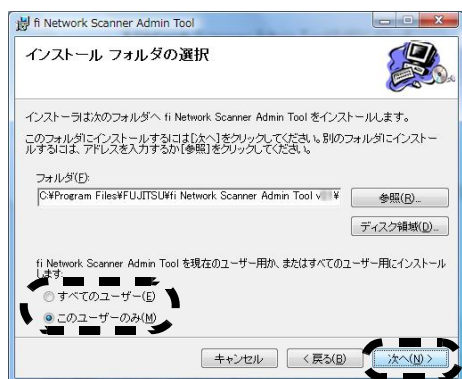 fi Network Scanner Admin Tool
インストール フォルダの選択
インストーラは次のフォルダへ fi Network Scanner Admin Tool をインストールします。
このフォルダにインストールするには[次へ]をクリックしてください。別のフォルダにインストー
ルするには、アドレスを入力するか[参照]をクリックしてください。
フォルダ(F):
C:¥Program Files¥FUJITSU¥fi Network Scanner Admin Tool v ¥
参照(R)...
ディスク領域(D)...
fi Network Scanner Admin Tool を現在のユーザー用か、またはすべてのユーザー用にインストール
します:
すべてのユーザー(E)
このユーザーのみ(M)
キャンセル
< 戻る(B)
次へ(N) >